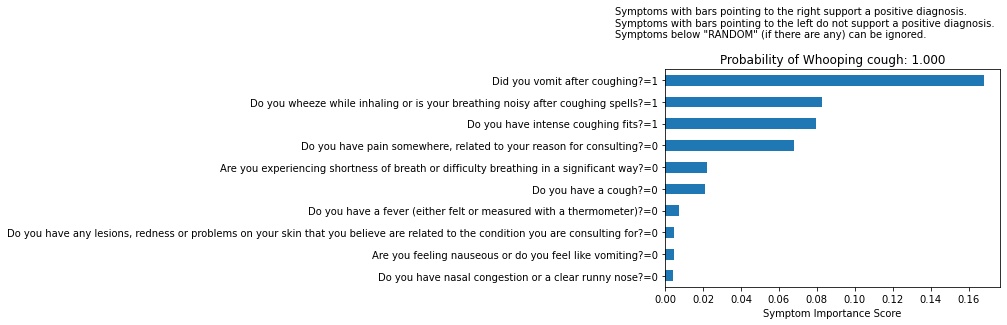 Symptoms with bars pointing to the right support a positive diagnosis.
Symptoms with bars pointing to the left do not support a positive diagnosis.
Symptoms below "RANDOM" (if there are any) can be ignored.
Probability of Whooping cough: 1.000
Did you vomit after coughing?=1
Do you wheeze while inhaling or is your breathing noisy after coughing spells?=1
Do you have intense coughing fits?=1
Do you have pain somewhere, related to your reason for consulting?=0
Are you experiencing shortness of breath or difficulty breathing in a significant way?=0
Do you have a cough?=0
Do you have a fever (either felt or measured with a thermometer)?=0
Do you have any lesions, redness or problems on your skin that you believe are related to the condition you are consulting for?=0
Are you feeling nauseous or do you feel like vomiting?=0
Do you have nasal congestion or a clear runny nose?=0
0.00 0.02 0.04 0.06 0.08 0.10 0.12 0.14 0.16
Symptom Importance Score